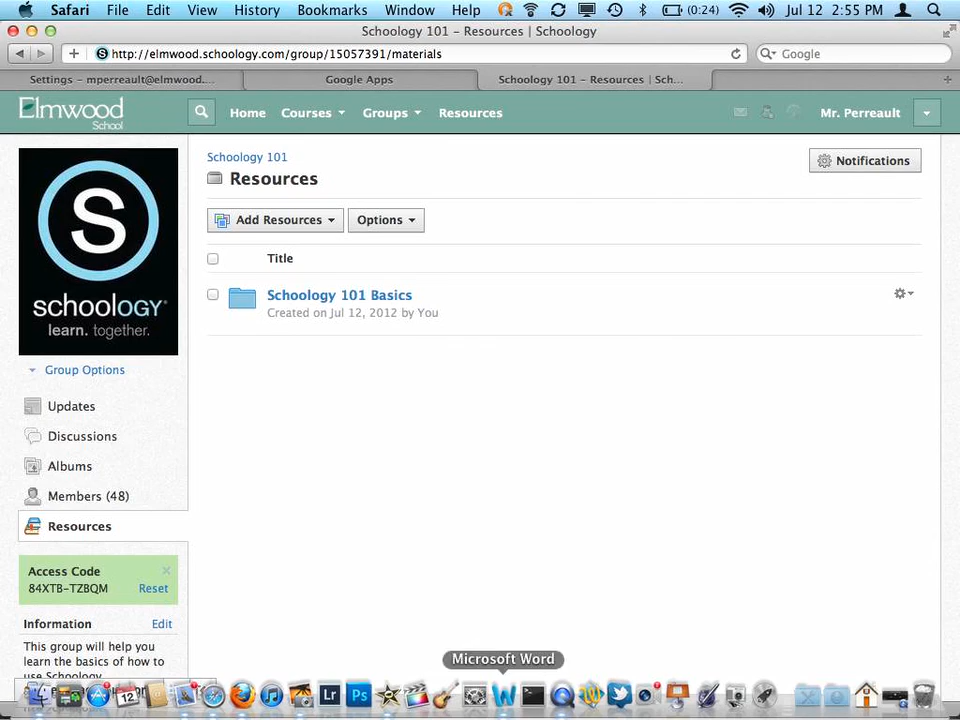 Safari File Edit View History Bookmarks Window Help (0:24) Jul 12 2:55 PM
Schoology 101 – Resources | Schoology
http://elmwood.schoology.com/group/15057391/materials Google
Settings – mperreault@elmwood.... Google Apps Schoology 101 – Resources | Sch...
Elmwood School Home Courses Groups Resources Mr. Perreault
Schoology 101 Notifications
Resources
Add Resources Options
Title
Schoology 101 Basics
Created on Jul 12, 2012 by You
S
schoology
learn. together.
Group Options
Updates
Discussions
Albums
Members (48)
Resources
Access Code
84XTB-TZBQM Reset
Information Edit
This group will help you
learn the basics of how to
use Schoology
Microsoft Word
12 Lr Ps W